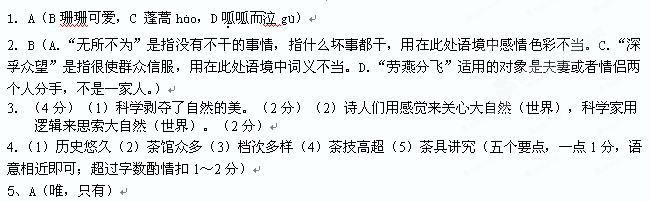 1. A（B珊珊可爱，C 蓬蒿 hāo，D呱呱而泣 gū）
2. B（A.“无所不为”是指没有不干的事情，指什么坏事都干，用在此处语境中感情色彩不当。C.“深
孚众望”是指很使群众信服，用在此处语境中词义不当。D.“劳燕分飞”适用的对象是夫妻或者情侣两
个人分手，不是一家人。）
3. （4分）（1）科学剥夺了自然的美。（2分）（2）诗人们用感觉来关心大自然（世界），科学家用
逻辑来思索大自然（世界）。（2分）
4.（1）历史悠久（2）茶馆众多（3）档次多样（4）茶技高超（5）茶具讲究（五个要点，一点1分，语
意相近即可；超过字数酌情扣1～2分）
5、A（唯，只有）